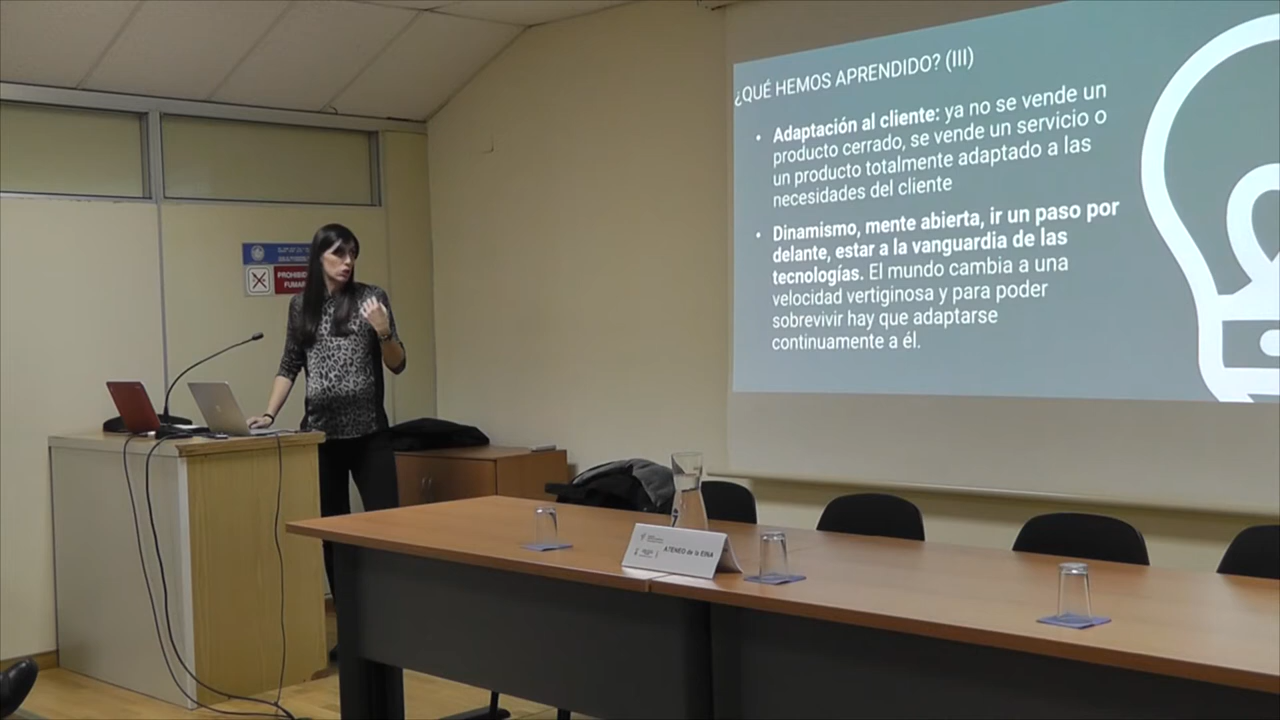 ¿QUÉ HEMOS APRENDIDO? (III)
• Adaptación al cliente: ya no se vende un
producto cerrado, se vende un servicio o
un producto totalmente adaptado a las
necesidades del cliente
• Dinamismo, mente abierta, ir un paso por
delante, estar a la vanguardia de las
tecnologías. El mundo cambia a una
velocidad vertiginosa y para poder
sobrevivir hay que adaptarse
continuamente a él.
PROHIBID
FUMAR
ATENEO de la EINA